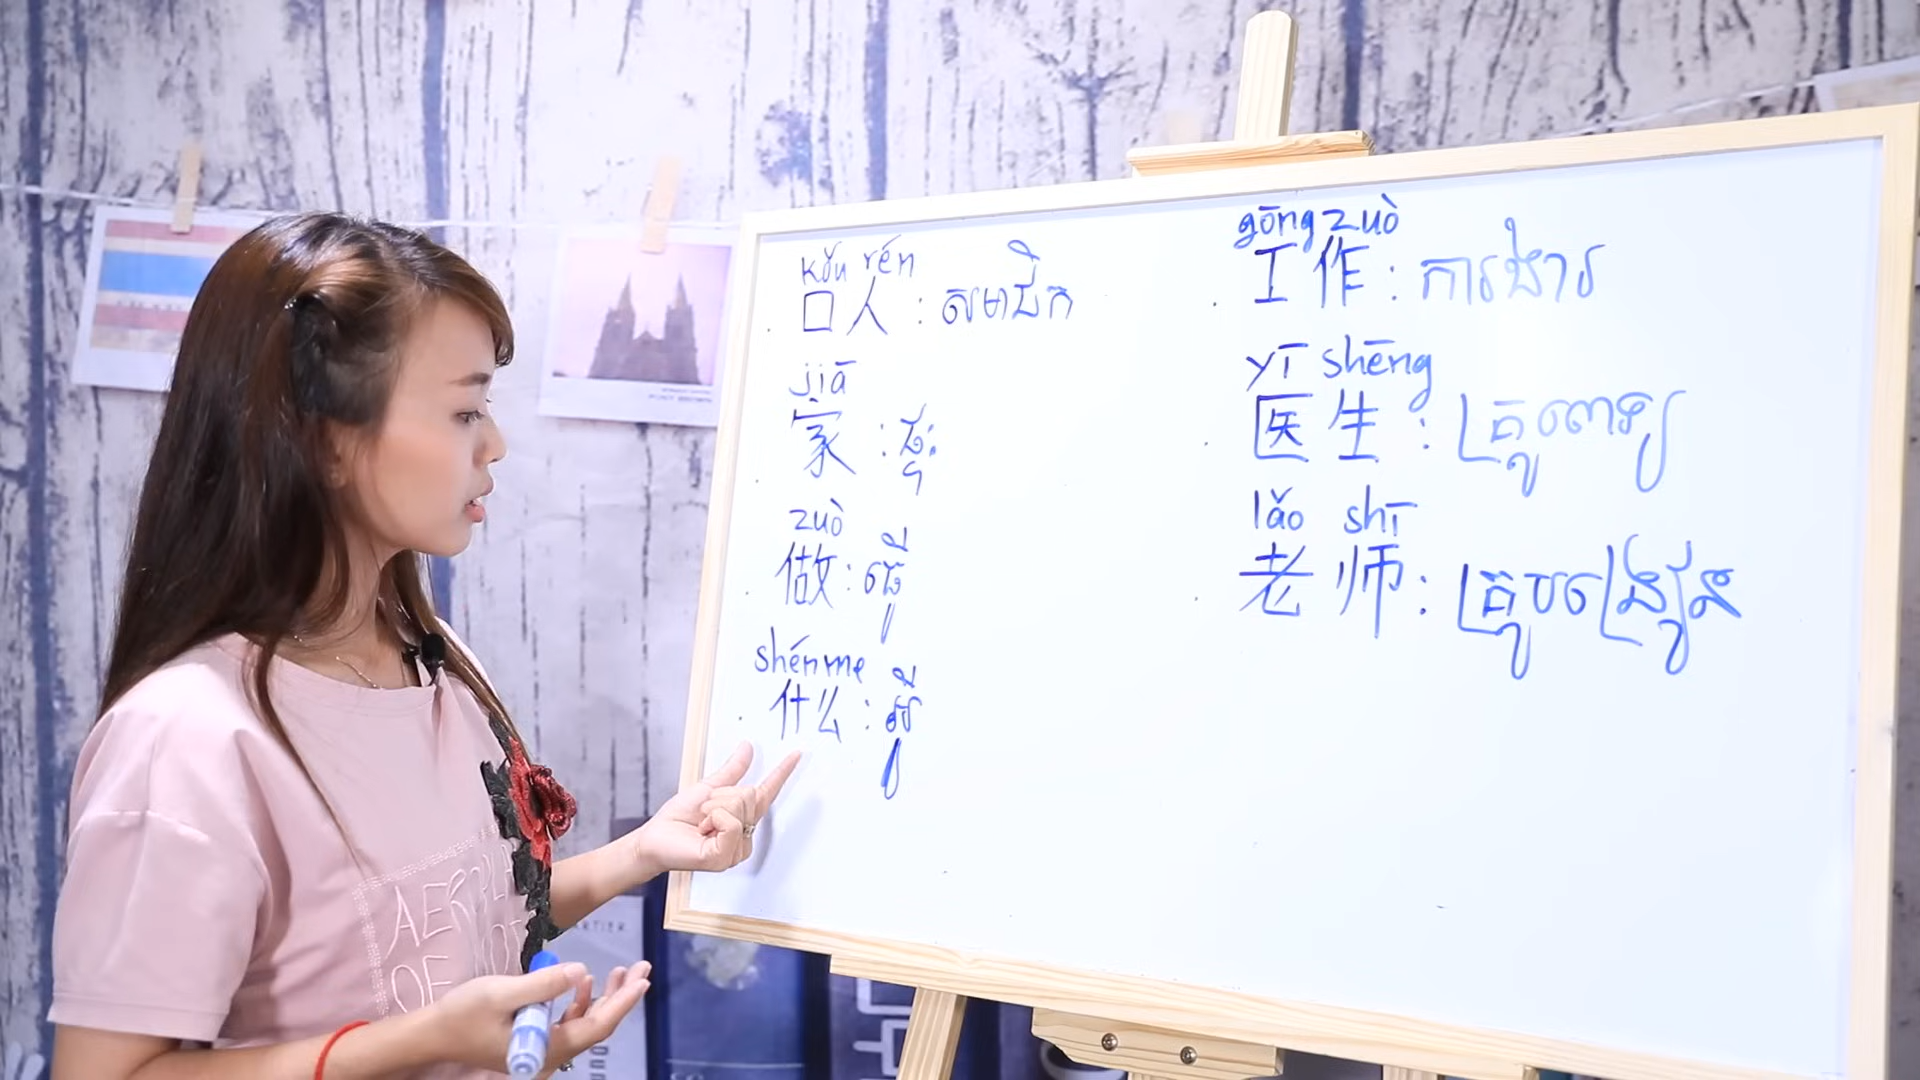 kǒu rén
口人 : សមាជិក
jiā
家 : ផ្ទះ
zuò
做 : ធ្វើ
shénme
什么 : អ្វី
gōngzuò
工作 : ការងារ
yī shēng
医生 : គ្រូពេទ្យ
lǎo shī
老师 : គ្រូបង្រៀន
OF